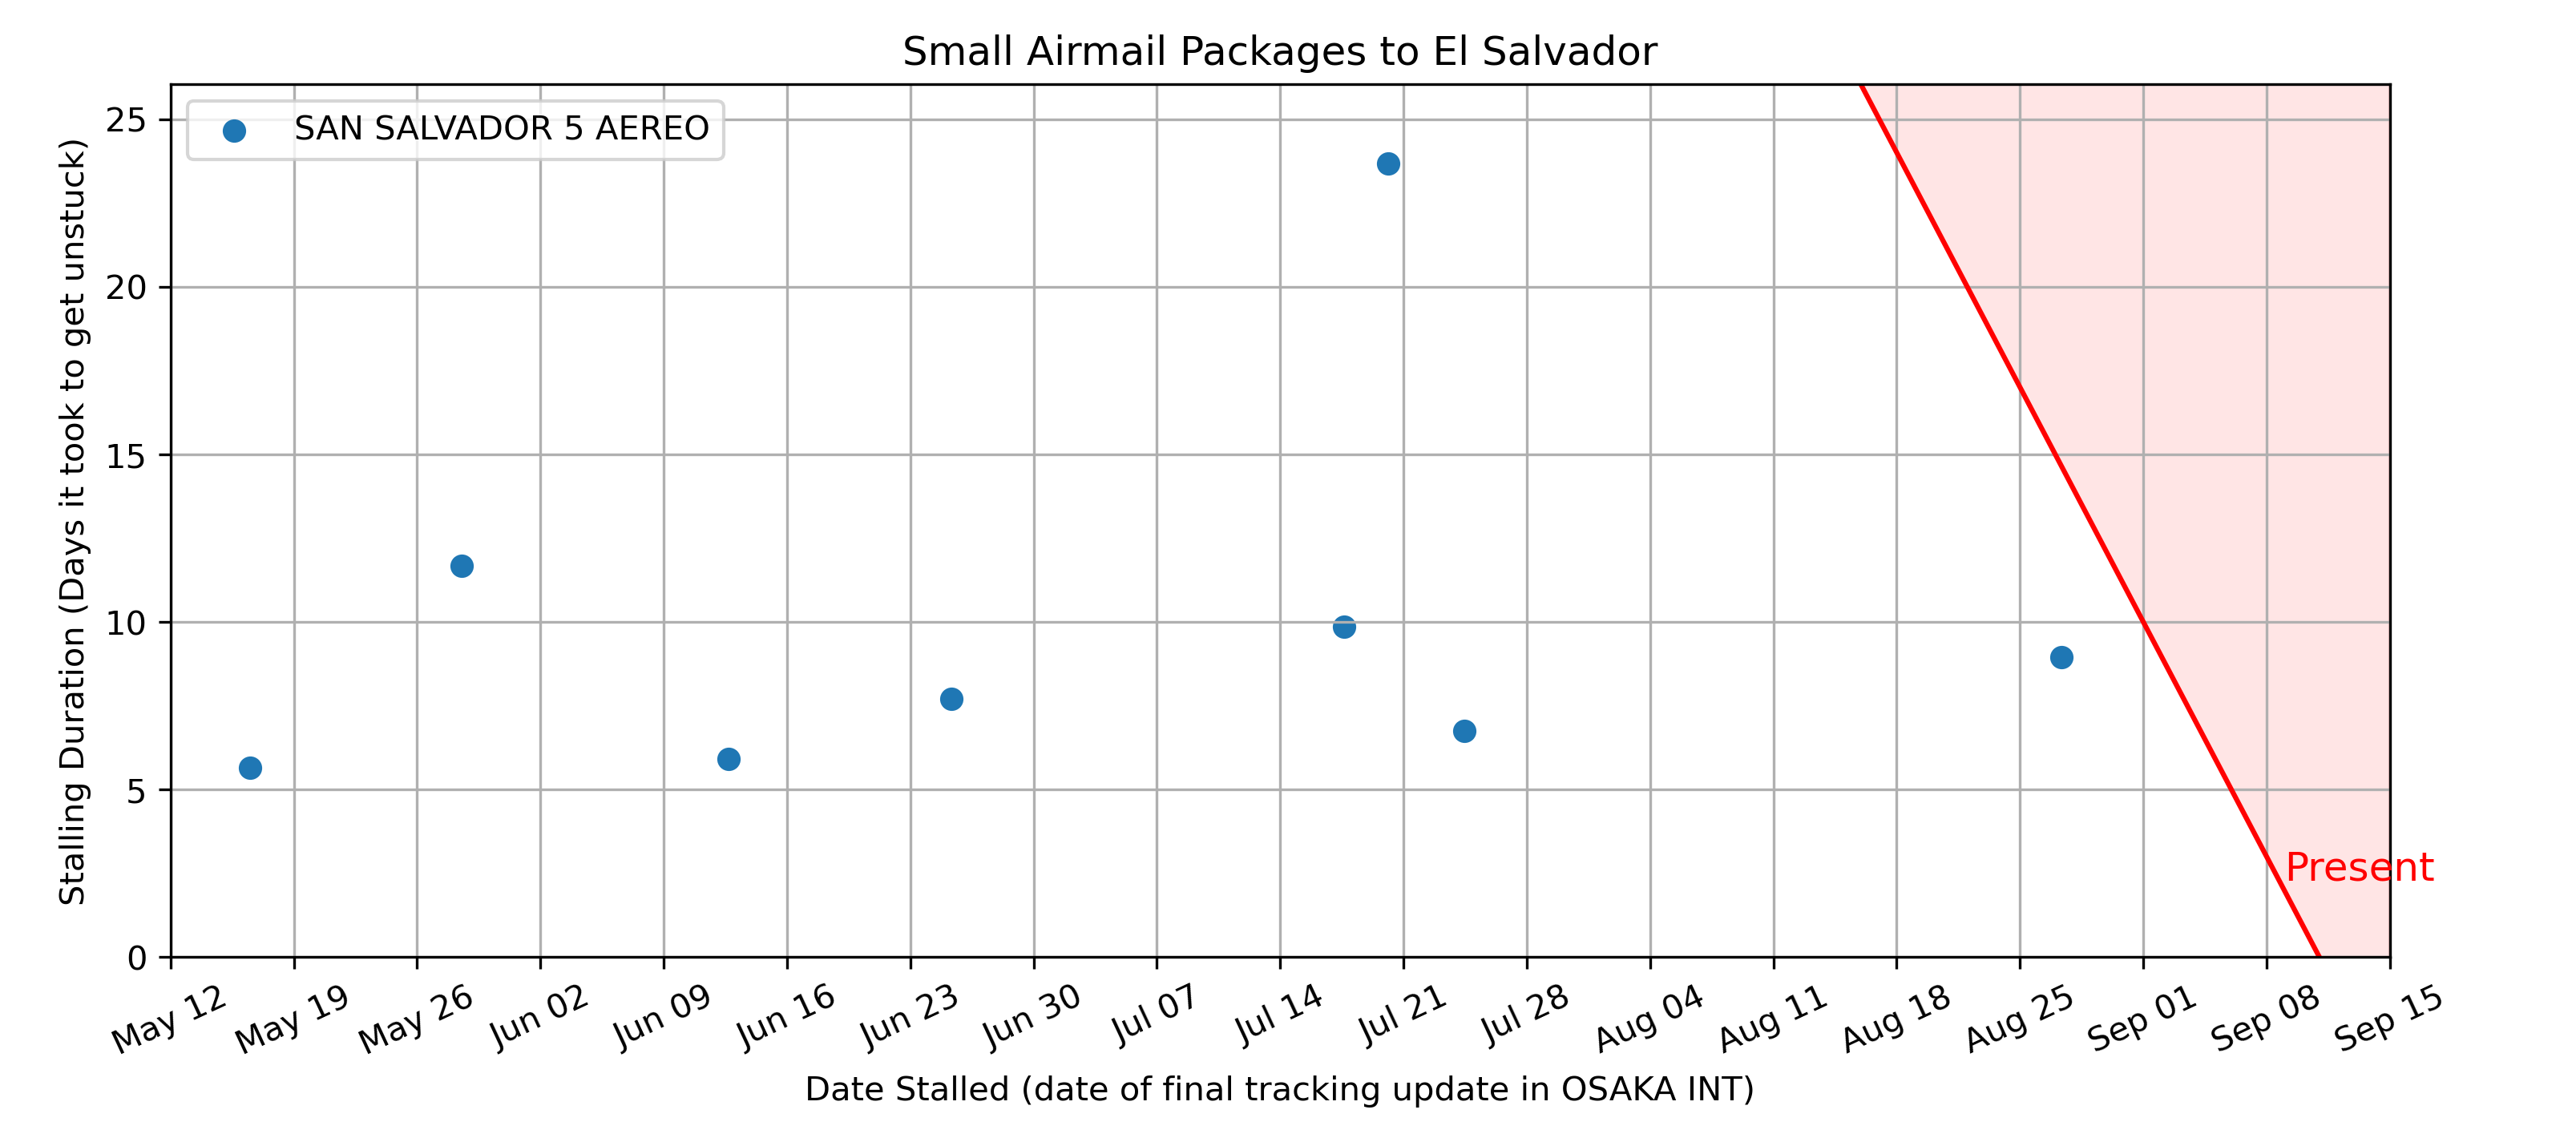 Small Airmail Packages to El Salvador
SAN SALVADOR 5 AEREO
Stalling Duration (Days it took to get unstuck)
25
20
15
10
5
0
Present
May 12
May 19
May 26
Jun 02
Jun 09
Jun 16
Jun 23
Jun 30
Jul 07
Jul 14
Jul 21
Jul 28
Aug 04
Aug 11
Aug 18
Aug 25
Sep 01
Sep 08
Sep 15
Date Stalled (date of final tracking update in OSAKA INT)